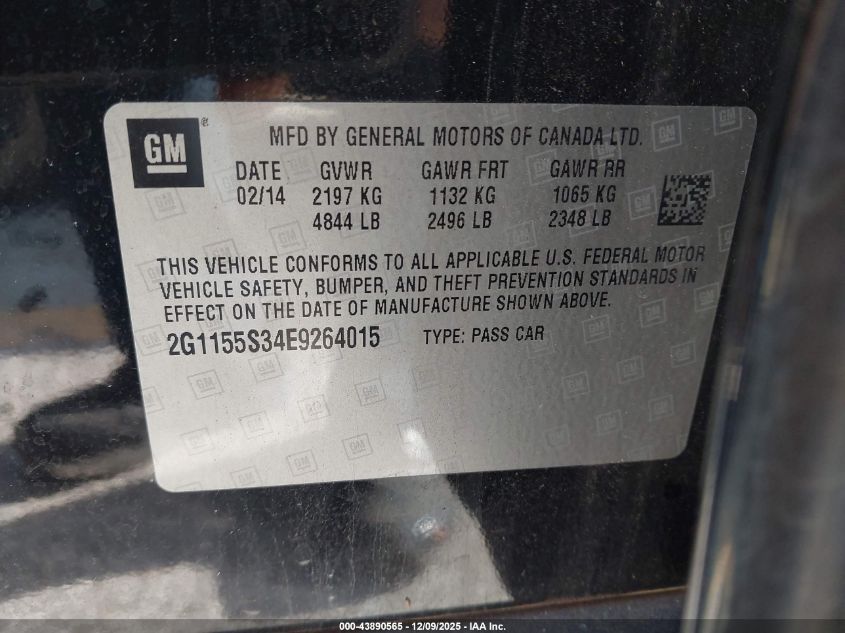 GM
MFD BY GENERAL MOTORS OF CANADA LTD.
DATE GVWR GAWR FRT GAWR RR
02/14 2197 KG 1132 KG 1065 KG
4844 LB 2496 LB 2348 LB
THIS VEHICLE CONFORMS TO ALL APPLICABLE U.S. FEDERAL MOTOR
VEHICLE SAFETY, BUMPER, AND THEFT PREVENTION STANDARDS IN
EFFECT ON THE DATE OF MANUFACTURE SHOWN ABOVE.
2G1155S34E9264015 TYPE: PASS CAR
000-43890565 - 12/09/2025 - IAA Inc.